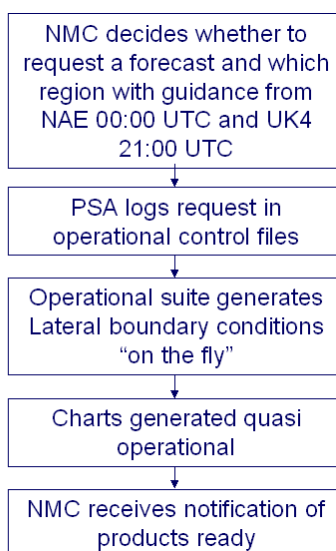 NMC decides whether to
request a forecast and which
region with guidance from
NAE 00:00 UTC and UK4
21:00 UTC
PSA logs request in
operational control files
Operational suite generates
Lateral boundary conditions
“on the fly”
Charts generated quasi
operational
NMC receives notification of
products ready